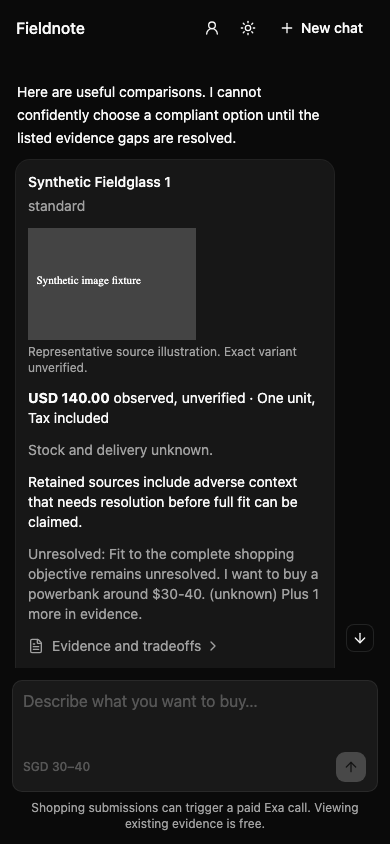 Fieldnote
+ New chat
Here are useful comparisons. I cannot
confidently choose a compliant option until the
listed evidence gaps are resolved.
Synthetic Fieldglass 1
standard
Synthetic image fixture
Representative source illustration. Exact variant
unverified.
USD 140.00 observed, unverified · One unit,
Tax included
Stock and delivery unknown.
Retained sources include adverse context
that needs resolution before full fit can be
claimed.
Unresolved: Fit to the complete shopping
objective remains unresolved. I want to buy a
powerbank around $30-40. (unknown) Plus 1
more in evidence.
Evidence and tradeoffs
Describe what you want to buy...
SGD 30–40
Shopping submissions can trigger a paid Exa call. Viewing
existing evidence is free.